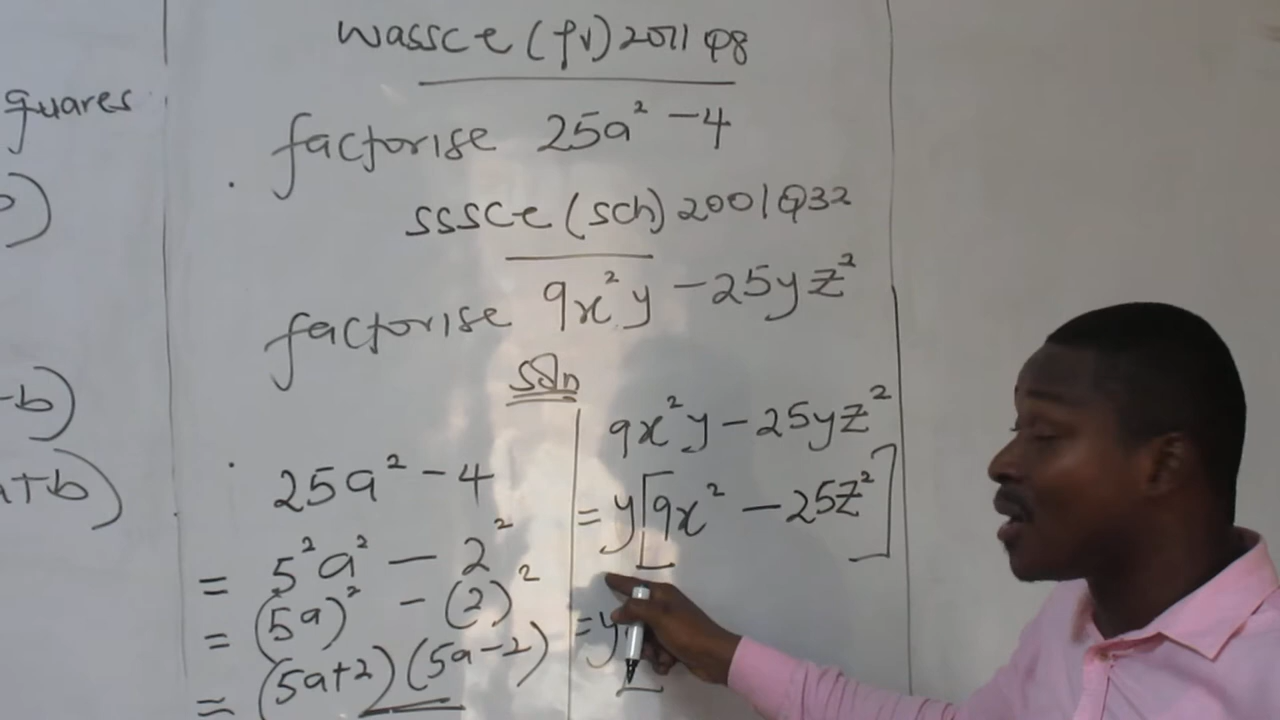 quares
)
-b)
+b)
wassce (pv) 2011 Q8
factorise 25a² - 4
sssce (sch) 2001 Q32
factorise 9x²y - 25yz²
Soln
25a² - 4
= 5²a² - 2²
= (5a)² - (2)²
= (5a+2)(5a-2)
9x²y - 25yz²
= y[9x² - 25z²]
= y[